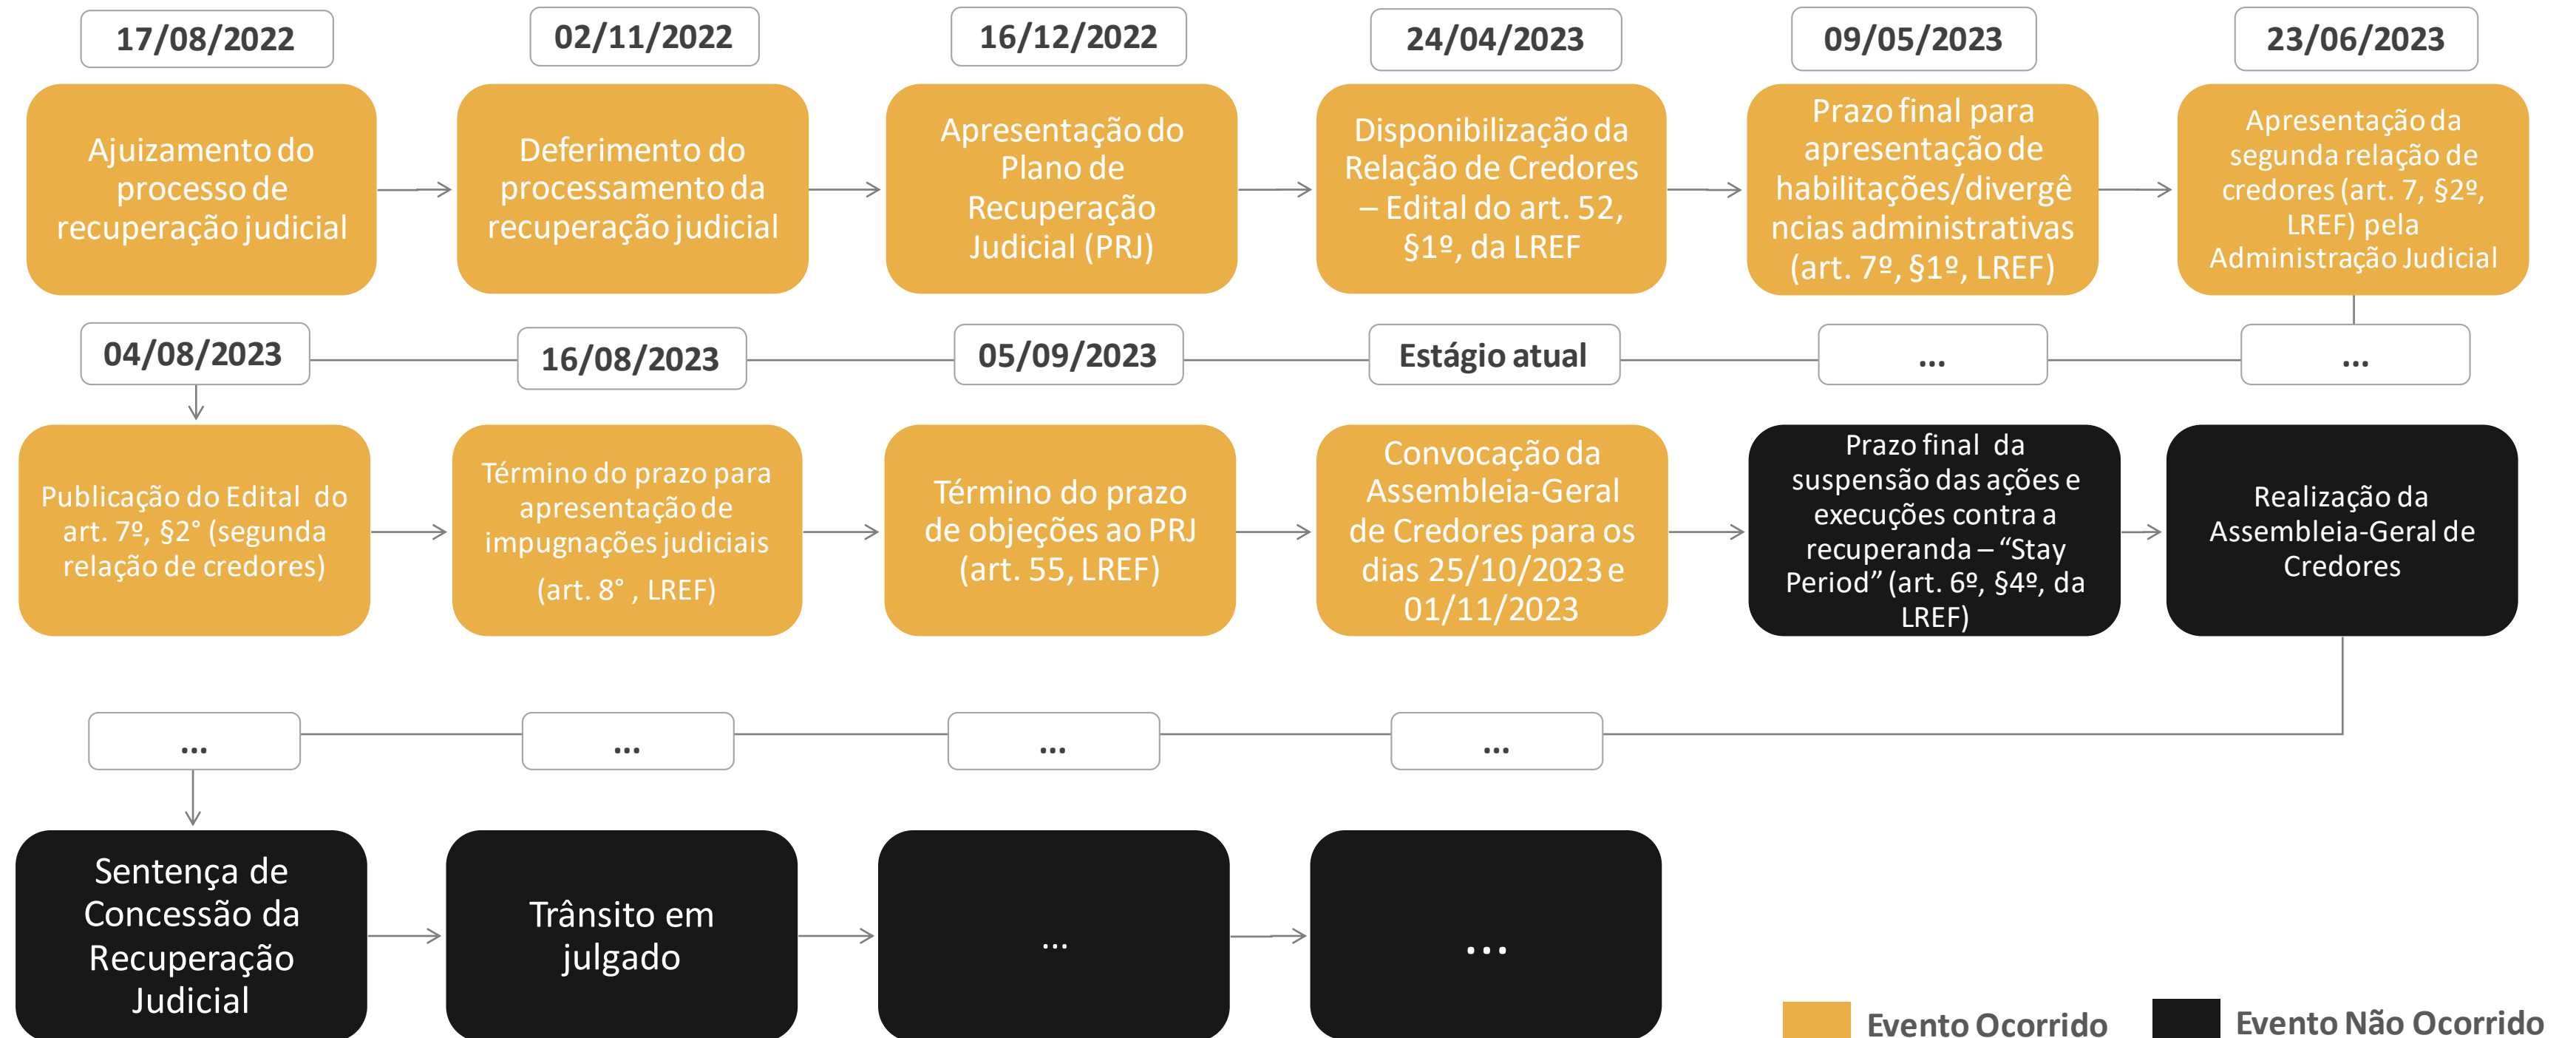 17/08/2022
02/11/2022
16/12/2022
24/04/2023
09/05/2023
23/06/2023
Ajuizamento do
processo de
recuperação judicial
Deferimento do
processamento da
recuperação judicial
Apresentação do
Plano de
Recuperação
Judicial (PRJ)
Disponibilização da
Relação de Credores
– Edital do art. 52,
§1º, da LREF
Prazo final para
apresentação de
habilitações/divergê
ncias administrativas
(art. 7º, §1º, LREF)
Apresentação da
segunda relação de
credores (art. 7, §2º,
LREF) pela
Administração Judicial
04/08/2023
16/08/2023
05/09/2023
Estágio atual
...
...
Publicação do Edital do
art. 7º, §2° (segunda
relação de credores)
Término do prazo para
apresentação de
impugnações judiciais
(art. 8° , LREF)
Término do prazo
de objeções ao PRJ
(art. 55, LREF)
Convocação da
Assembleia-Geral
de Credores para os
dias 25/10/2023 e
01/11/2023
Prazo final da
suspensão das ações e
execuções contra a
recuperanda – “Stay
Period” (art. 6º, §4º, da
LREF)
Realização da
Assembleia-Geral de
Credores
...
...
...
...
Sentença de
Concessão da
Recuperação
Judicial
Trânsito em
julgado
...
...
Evento Ocorrido
Evento Não Ocorrido